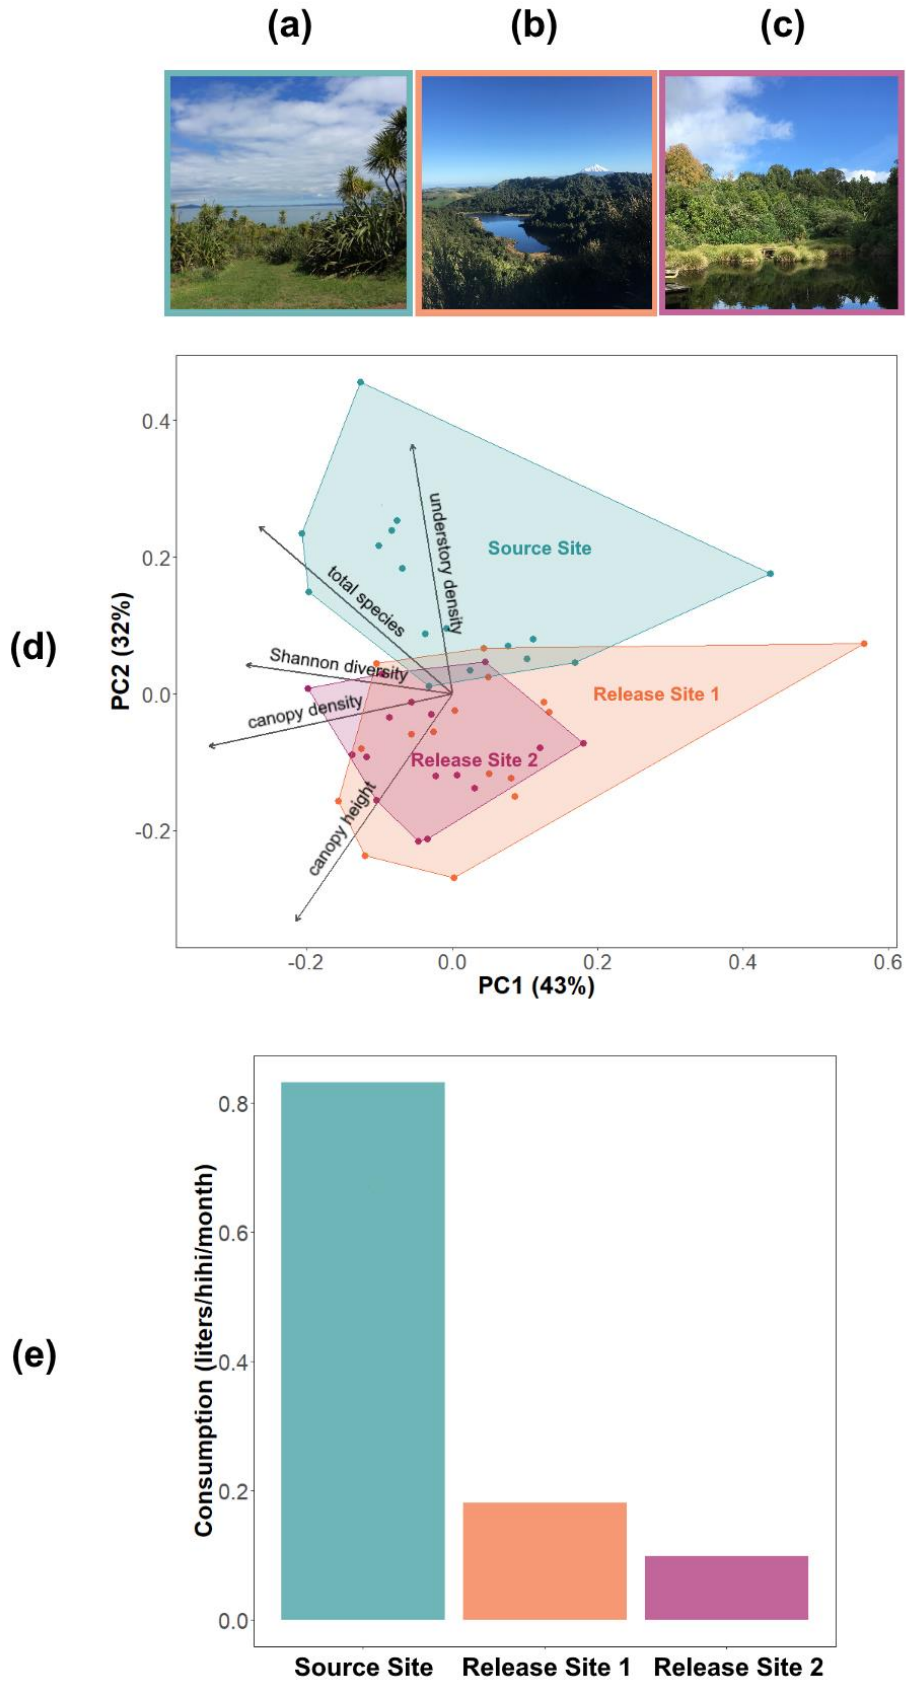 (a)
(b)
(c)
(d)
PC2 (32%)
0.4
0.2
0.0
-0.2
understory density
total species
Shannon diversity
canopy density
canopy height
Source Site
Release Site 1
Release Site 2
-0.2
0.0
0.2
0.4
0.6
PC1 (43%)
(e)
Consumption (liters/hihi/month)
0.8
0.6
0.4
0.2
0.0
Source Site
Release Site 1
Release Site 2